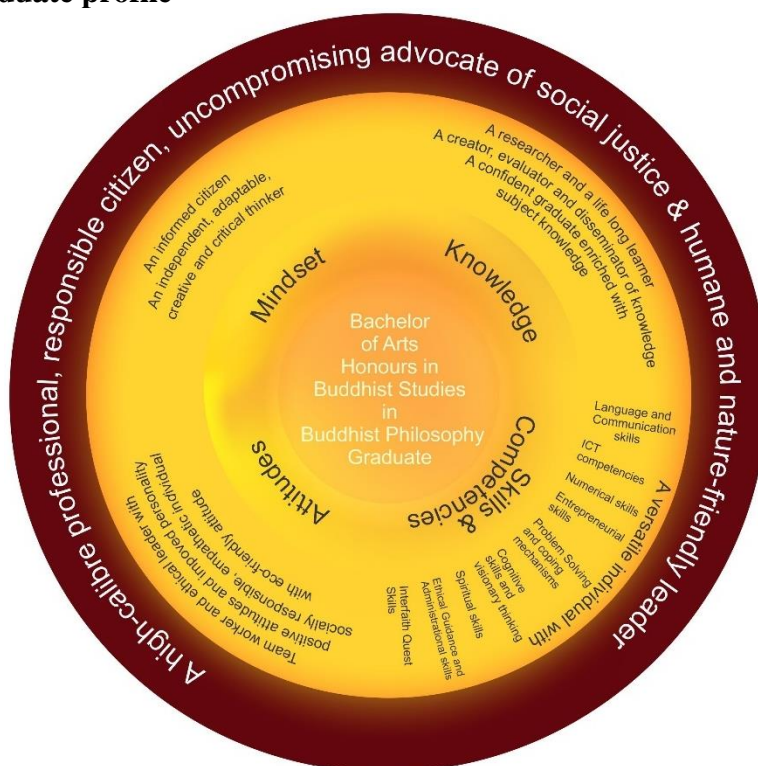 duate profile
A high-calibre professional, responsible citizen, uncompromising advocate of social justice & humane and nature-friendly leader
An informed citizen
An independent, adaptable,
creative and critical thinker
Mindset
A researcher and a life long learner
A creator, evaluator and disseminator of knowledge
A confident graduate enriched with
subject knowledge
Knowledge
Bachelor
of Arts
Honours in
Buddhist Studies
in
Buddhist Philosophy
Graduate
Attitudes
Team worker and ethical leader with
positive attitudes and improved personality
socially responsible, empathetic individual
with eco-friendly attitude
Skills &
Competencies
A versatile individual with
Language and
Communication
skills
ICT
competencies
Numerical skills
Entrepreneurial
skills
Problem Solving
and coping
mechanisms
Cognitive
skills and
visionary thinking
Spiritual skills
Ethical Guidance and
Administrational skills
Interfaith Quest
Skills